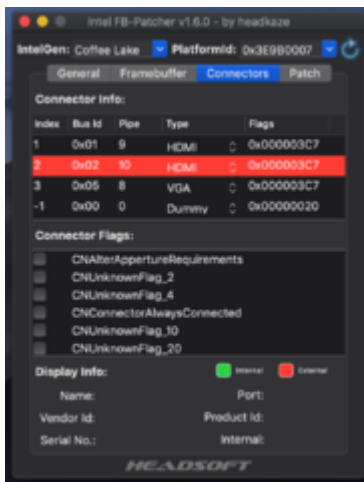 Intel FB-Patcher v1.6.0 - by headkaze
IntelGen: Coffee Lake PlatformId: 0x3E9B0007
General Framebuffer Connectors Patch
Connector Info:
Index Bus Id Pipe Type Flags
1 0x01 9 HDMI 0x000003C7
2 0x02 10 HDMI 0x000003C7
3 0x05 8 VGA 0x000003C7
-1 0x00 0 Dummy 0x00000020
Connector Flags:
CNAlterAppertureRequirements
CNUnknownFlag_2
CNUnknownFlag_4
CNConnectorAlwaysConnected
CNUnknownFlag_10
CNUnknownFlag_20
Display Info: Internal External
Name: Port:
Vendor Id: Product Id:
Serial No.: Internal:
HEADSOFT